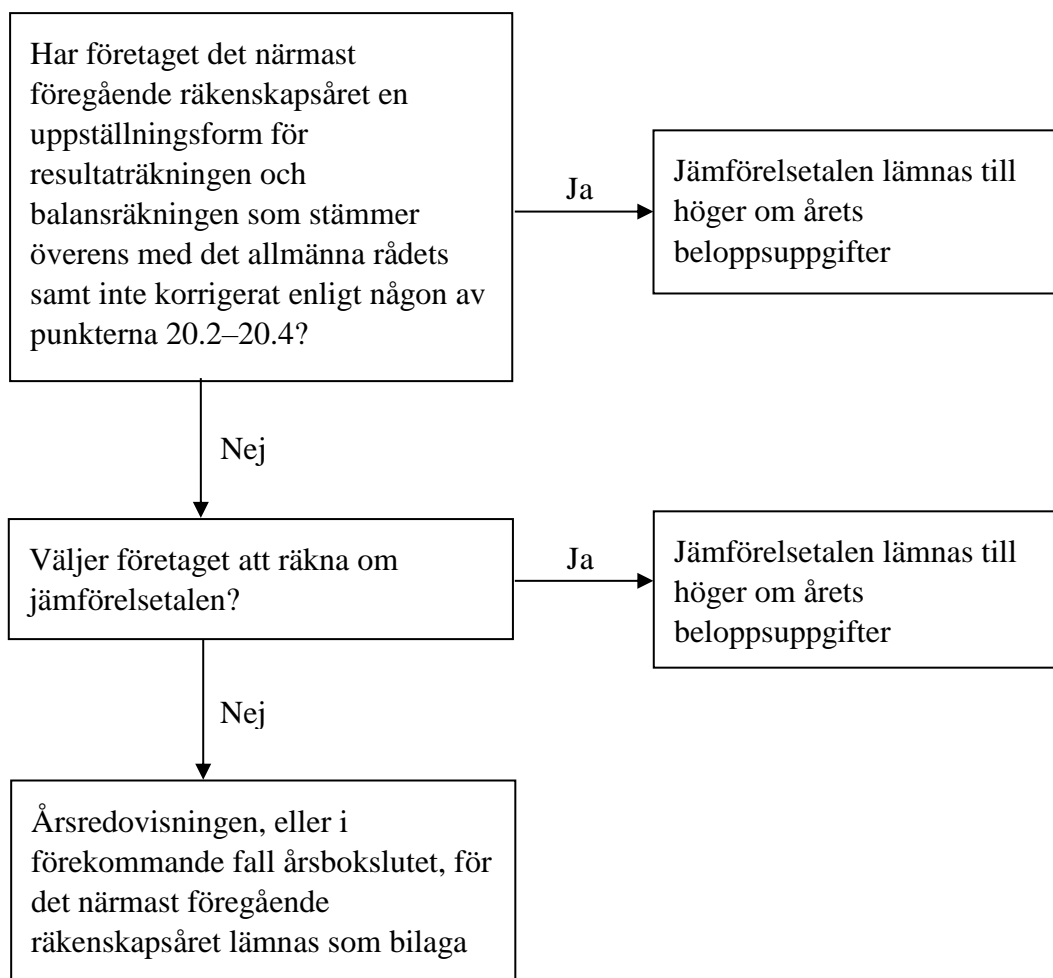 Har företaget det närmast
föregående räkenskapsåret en
uppställningsform för
resultaträkningen och
balansräkningen som stämmer
överens med det allmänna rådets
samt inte korrigerat enligt någon av
punkterna 20.2–20.4?
Ja
Jämförelsetalen lämnas till
höger om årets
beloppsuppgifter
Nej
Väljer företaget att räkna om
jämförelsetalen?
Ja
Jämförelsetalen lämnas till
höger om årets
beloppsuppgifter
Nej
Årsredovisningen, eller i
förekommande fall årsbokslutet, för
det närmast föregående
räkenskapsåret lämnas som bilaga